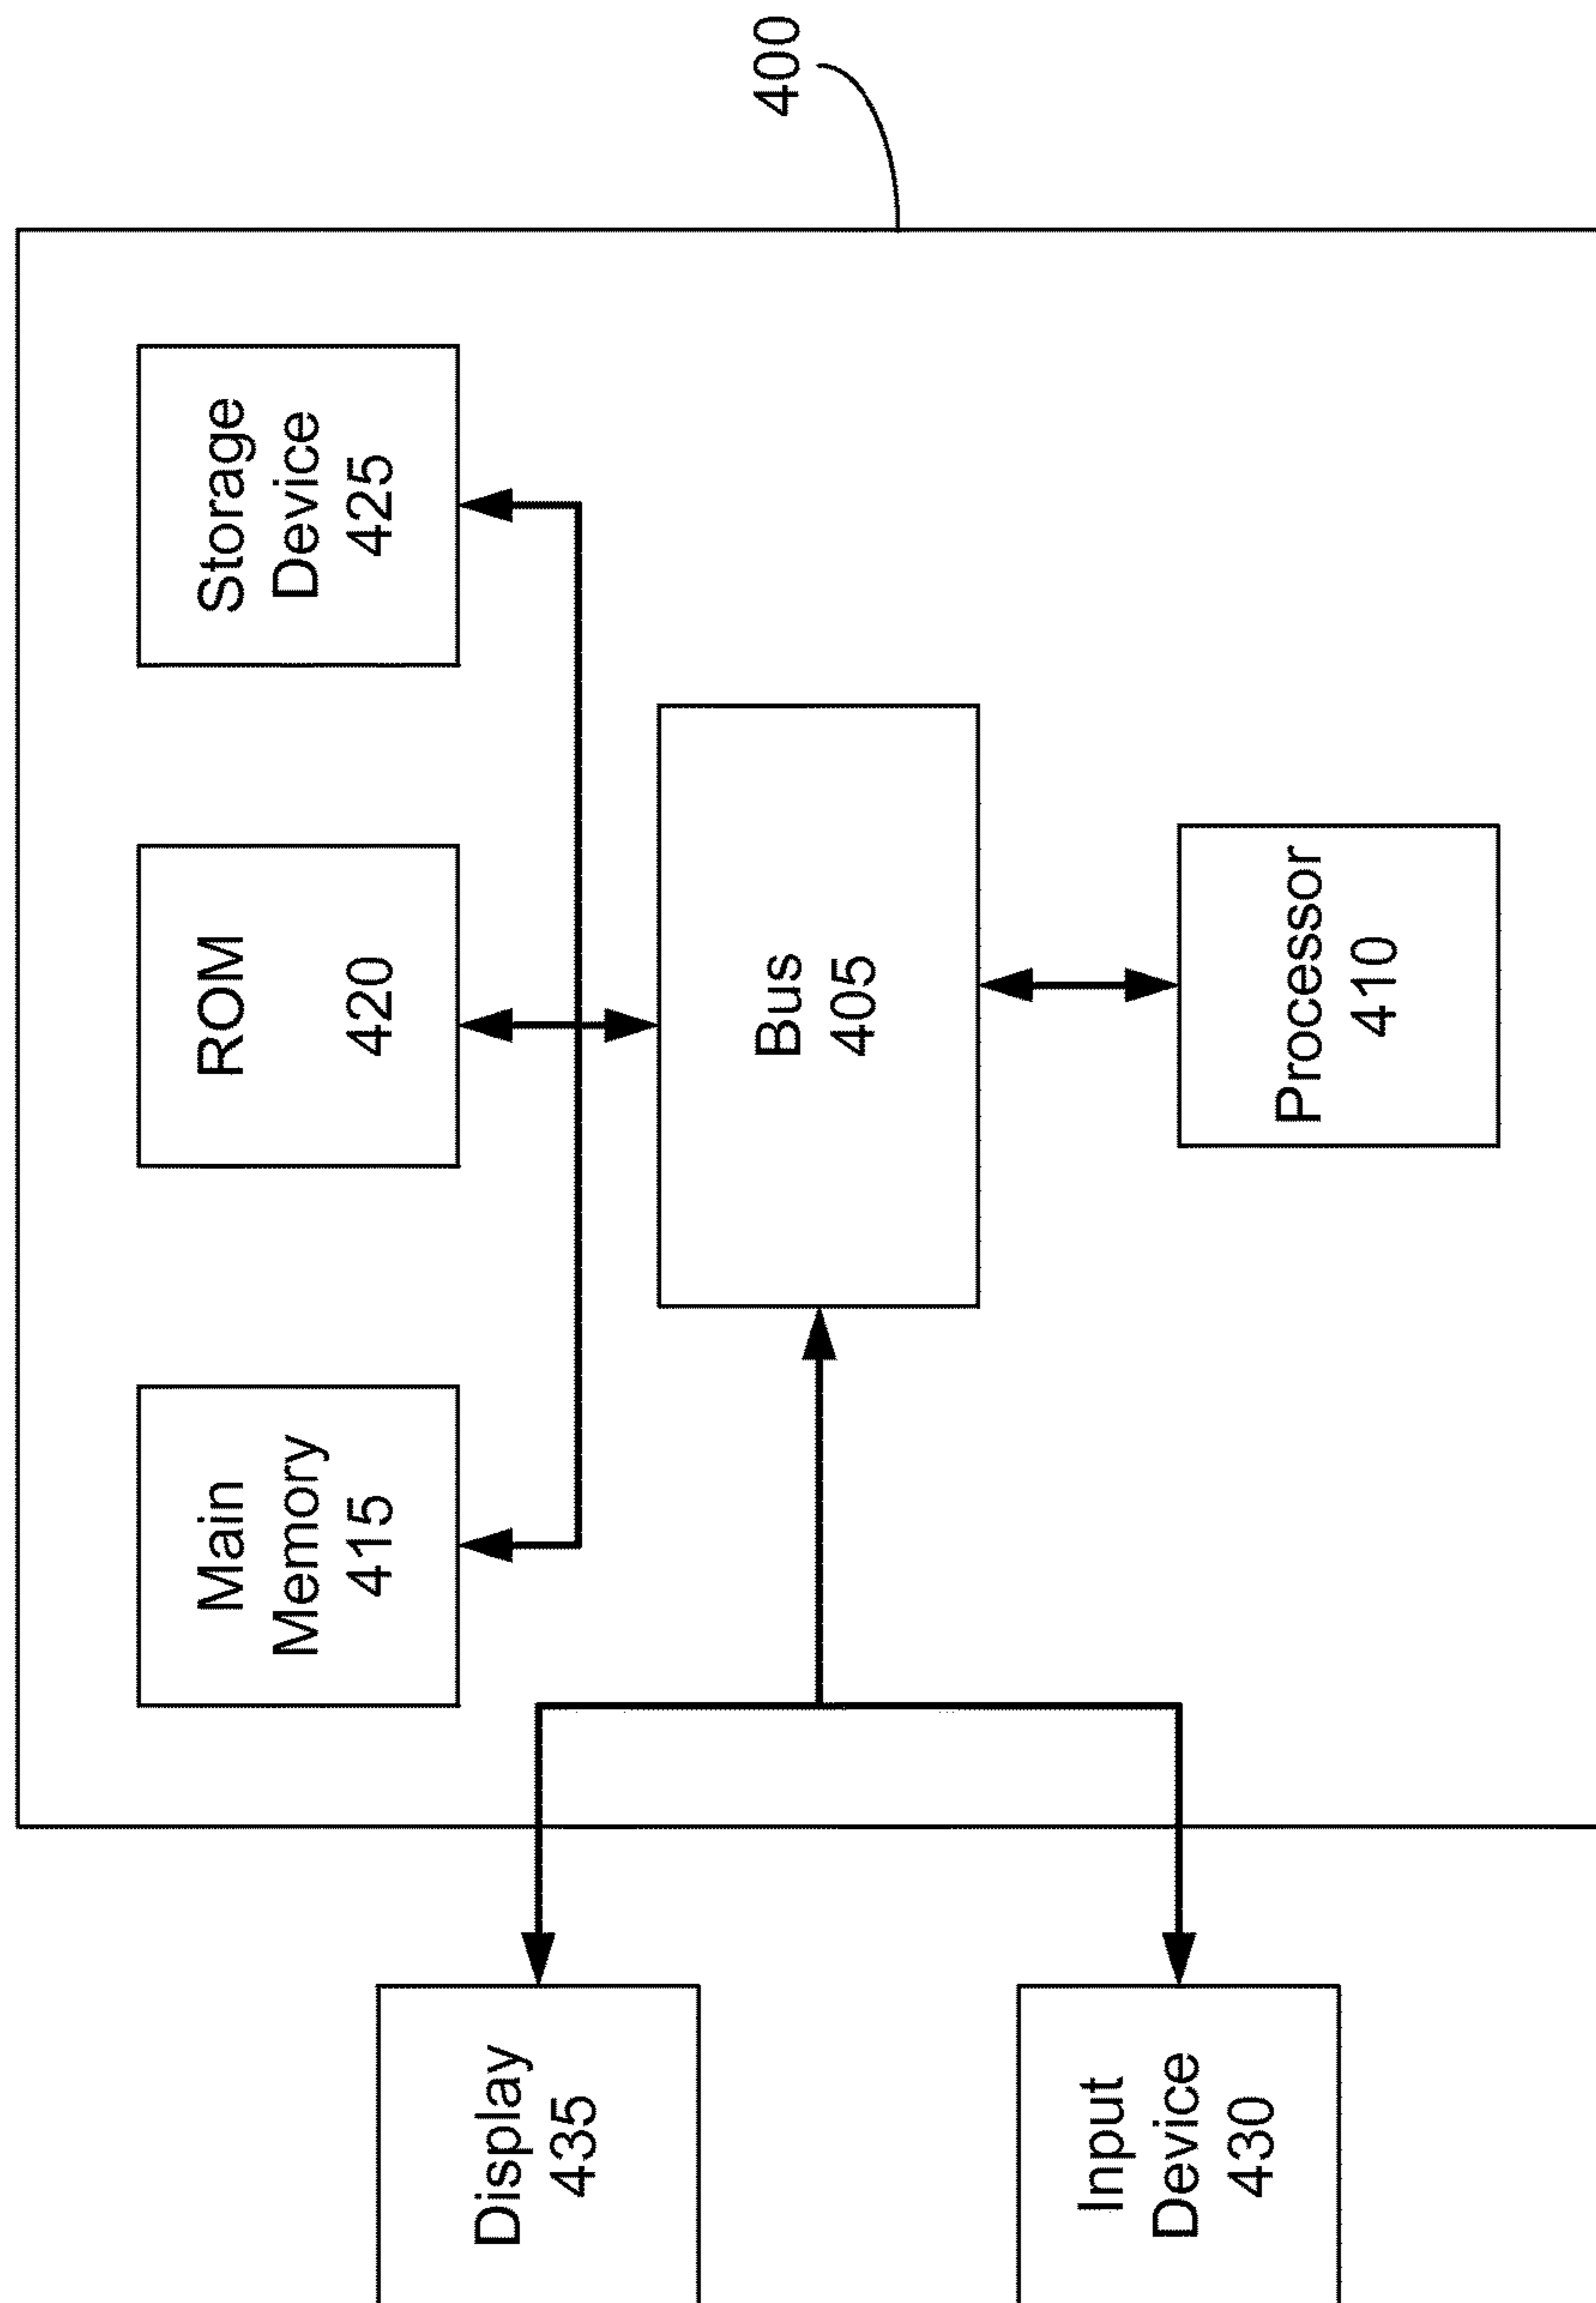 400
Main
Memory
415
ROM
420
Storage
Device
425
Display
435
Bus
405
Input
Device
430
Processor
410